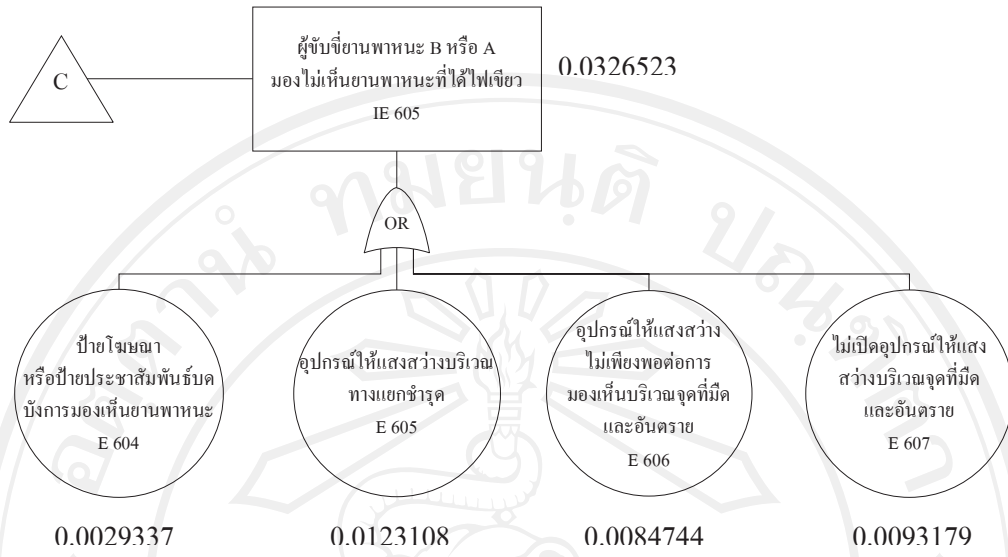 C
ผู้ขับขี่ยานพาหนะ B หรือ A
มองไม่เห็นยานพาหนะที่ได้ไฟเขียว
IE 605
0.0326523
OR
ป้ายโฆษณา
หรือป้ายประชาสัมพันธ์บด
บังการมองเห็นยานพาหนะ
E 604
อุปกรณ์ให้แสงสว่างบริเวณ
ทางแยกชำรุด
E 605
อุปกรณ์ให้แสงสว่าง
ไม่เพียงพอต่อการ
มองเห็นบริเวณจุดที่มืด
และอันตราย
E 606
ไม่เปิดอุปกรณ์ให้แสง
สว่างบริเวณจุดที่มืด
และอันตราย
E 607
0.0029337
0.0123108
0.0084744
0.0093179